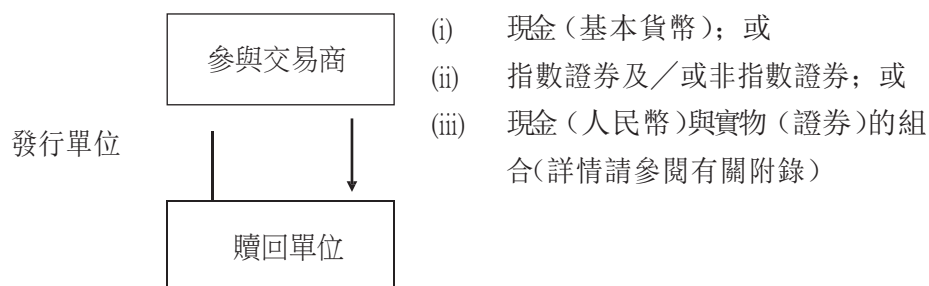 參與交易商
(i) 現金（基本貨幣）；或
(ii) 指數證券及／或非指數證券；或
(iii) 現金（人民幣）與實物（證券）的組
合(詳情請參閱有關附錄）
發行單位
贖回單位